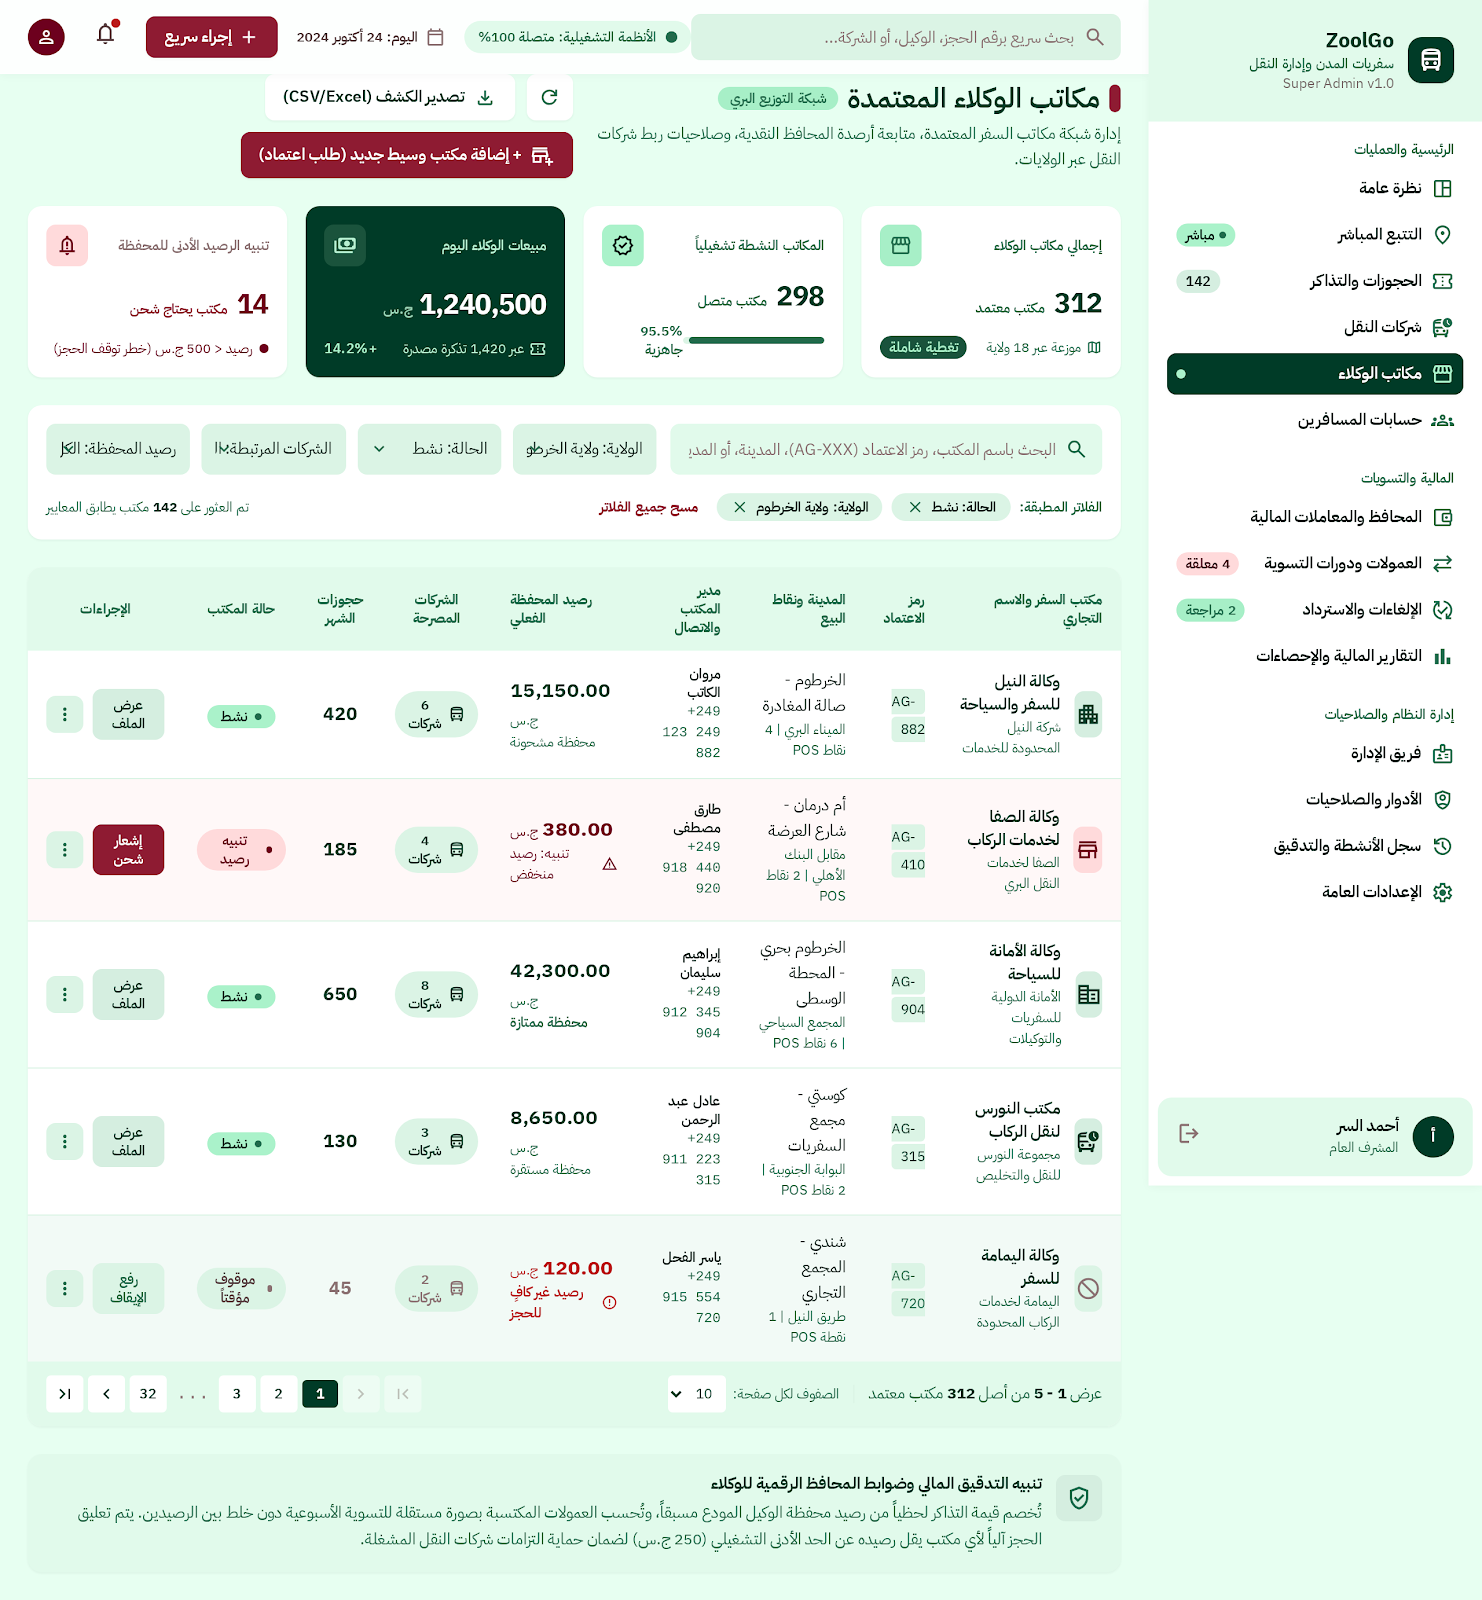 ZoolGo
سفريات المدن وإدارة النقل
Super Admin v1.0
الرئيسية والعمليات
نظرة عامة
التتبع المباشر
مباشر
الحجوزات والتذاكر
142
شركات النقل
مكاتب الوكلاء
حسابات المسافرين
المالية والتسويات
المحافظ والمعاملات المالية
العمولات ودورات التسوية
4 معلقة
الإلغاءات والاسترداد
2 مراجعة
التقارير المالية والإحصاءات
إدارة النظام والصلاحيات
فريق الإدارة
الأدوار والصلاحيات
سجل الأنشطة والتدقيق
الإعدادات العامة
أ
أحمد السر
المشرف العام
بحث سريع برقم الحجز، الوكيل، أو الشركة...
الأنظمة التشغيلية: متصلة 100%
اليوم: 24 أكتوبر 2024
إجراء سريع
مكاتب الوكلاء المعتمدة
شبكة التوزيع البري
إدارة شبكة مكاتب السفر المعتمدة، متابعة أرصدة المحافظ النقدية، وصلاحيات ربط شركات
النقل عبر الولايات.
تصدير الكشف (CSV/Excel)
+ إضافة مكتب وسيط جديد (طلب اعتماد)
إجمالي مكاتب الوكلاء
312 مكتب معتمد
موزعة عبر 18 ولاية
تغطية شاملة
المكاتب النشطة تشغيلياً
298 مكتب متصل
95.5%
جاهزية
مبيعات الوكلاء اليوم
1,240,500 ج.س
عبر 1,420 تذكرة مصدرة
+14.2%
تنبيه الرصيد الأدنى للمحفظة
14 مكتب يحتاج شحن
رصيد < 500 ج.س (خطر توقف الحجز)
البحث باسم المكتب، رمز الاعتماد (AG-XXX)، المدينة، أو المدي
الولاية: ولاية الخرطو
الحالة: نشط
الشركات المرتبطة: ا
رصيد المحفظة: الكل
الفلاتر المطبقة:
الحالة: نشط
الولاية: ولاية الخرطوم
مسح جميع الفلاتر
تم العثور على 142 مكتب يطابق المعايير
مكتب السفر والاسم
التجاري
رمز
الاعتماد
المدينة ونقاط
البيع
مدير
المكتب
والاتصال
رصيد المحفظة
الفعلي
الشركات
المصرحة
حجوزات
الشهر
حالة المكتب
الإجراءات
وكالة النيل
للسفر والسياحة
شركة النيل
المحدودة للخدمات
AG-
882
الخرطوم -
صالة المغادرة
الميناء البري | 4
نقاط POS
مروان
الكاتب
+249
123 249
882
15,150.00
ج.س
محفظة مشحونة
6
شركات
420
نشط
عرض
الملف
وكالة الصفا
لخدمات الركاب
الصفا لخدمات
النقل البري
AG-
410
أم درمان -
شارع العرضة
مقابل البنك
الأهلي | 2 نقاط
POS
طارق
مصطفى
+249
918 440
920
380.00 ج.س
تنبيه: رصيد
منخفض
4
شركات
185
تنبيه
رصيد
إشعار
شحن
وكالة الأمانة
للسياحة
الأمانة الدولية
للسفريات
والتوكيلات
AG-
904
الخرطوم بحري
- المحطة
الوسطى
المجمع السياحي
| 6 نقاط POS
إبراهيم
سليمان
+249
912 345
904
42,300.00
ج.س
محفظة ممتازة
8
شركات
650
نشط
عرض
الملف
مكتب النورس
لنقل الركاب
مجموعة النورس
للنقل والتخليص
AG-
315
كوستي -
مجمع
السفريات
البوابة الجنوبية |
2 نقاط POS
عادل عبد
الرحمن
+249
911 223
315
8,650.00
ج.س
محفظة مستقرة
3
شركات
130
نشط
عرض
الملف
وكالة اليمامة
للسفر
اليمامة لخدمات
الركاب المحدودة
AG-
720
شندي -
المجمع
التجاري
طريق النيل | 1
نقطة POS
ياسر الفحل
+249
915 554
720
120.00 ج.س
رصيد غير كافٍ
للحجز
2
شركات
45
موقوف
مؤقتاً
رفع
الإيقاف
عرض 1 - 5 من أصل 312 مكتب معتمد
الصفوف لكل صفحة:
10
1
2
3
...
32
تنبيه التدقيق المالي وضوابط المحافظ الرقمية للوكلاء
تُخصم قيمة التذاكر لحظياً من رصيد محفظة الوكيل المودع مسبقاً، وتُحسب العمولات المكتسبة بصورة مستقلة للتسوية الأسبوعية دون خلط بين الرصيدين. يتم تعليق
الحجز آلياً لأي مكتب يقل رصيده عن الحد الأدنى التشغيلي (250 ج.س) لضمان حماية التزامات شركات النقل المشغلة.